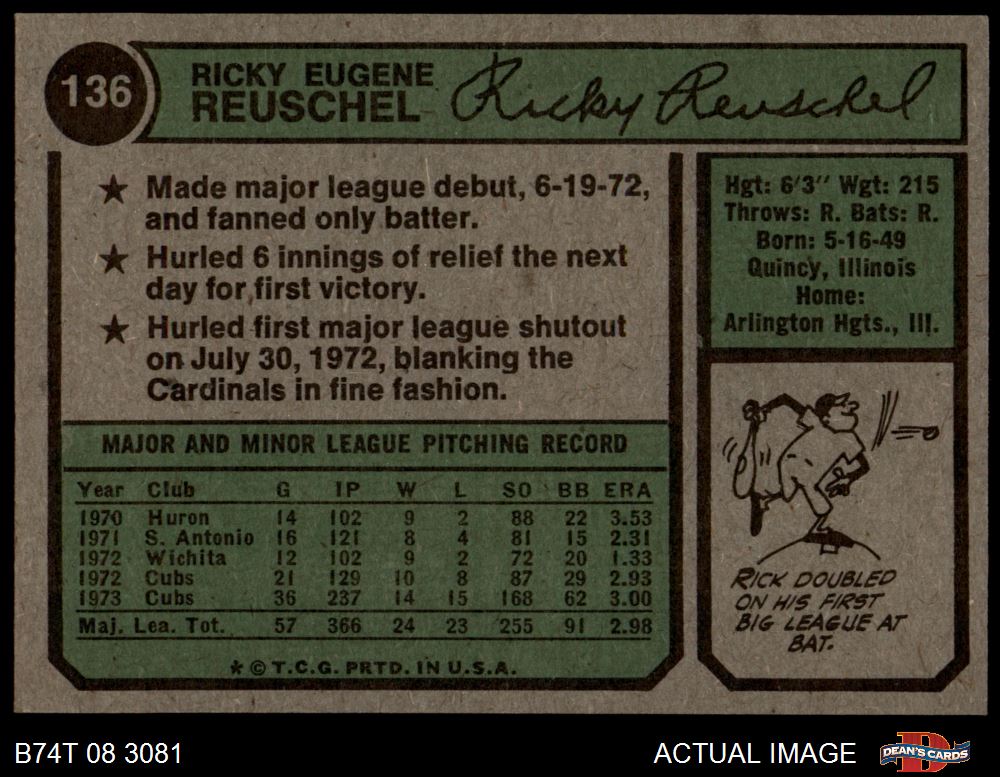 136
RICKY EUGENE
REUSCHEL
Ricky Reuschel
★ Made major league debut, 6-19-72,
and fanned only batter.
★ Hurled 6 innings of relief the next
day for first victory.
★ Hurled first major league shutout
on July 30, 1972, blanking the
Cardinals in fine fashion.
Hgt: 6'3" Wgt: 215
Throws: R. Bats: R.
Born: 5-16-49
Quincy, Illinois
Home:
Arlington Hgts., Ill.
MAJOR AND MINOR LEAGUE PITCHING RECORD
Year Club G IP W L SO BB ERA
1970 Huron 14 102 9 2 88 22 3.53
1971 S. Antonio 16 121 8 4 81 15 2.31
1972 Wichita 12 102 9 2 72 20 1.33
1972 Cubs 21 129 10 8 87 29 2.93
1973 Cubs 36 237 14 15 168 62 3.00
Maj. Lea. Tot. 57 366 24 23 255 91 2.98
* © T.C.G. PRTD. IN U.S.A.
RICK DOUBLED
ON HIS FIRST
BIG LEAGUE AT
BAT.
B74T 08 3081
ACTUAL IMAGE
D
DEAN'S CARDS